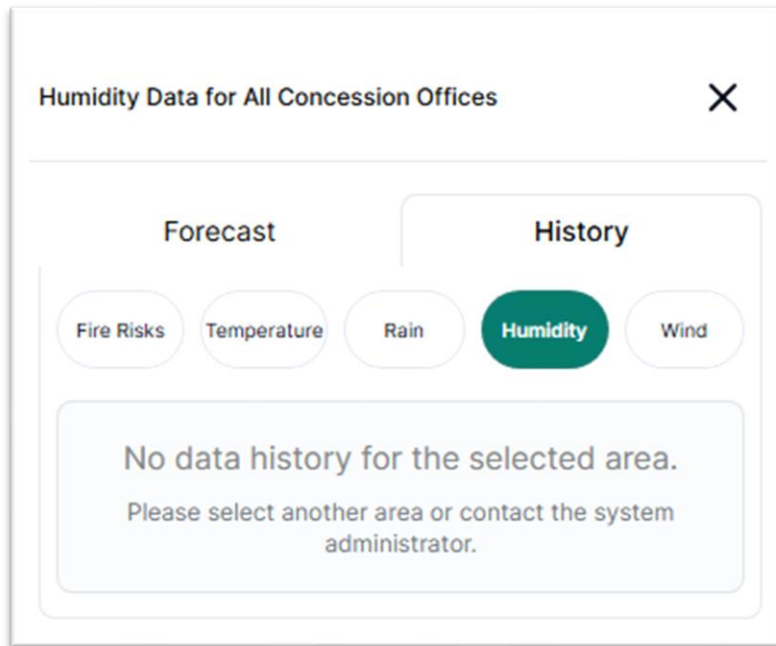 Humidity Data for All Concession Offices
Forecast
History
Fire Risks
Temperature
Rain
Humidity
Wind
No data history for the selected area.
Please select another area or contact the system
administrator.